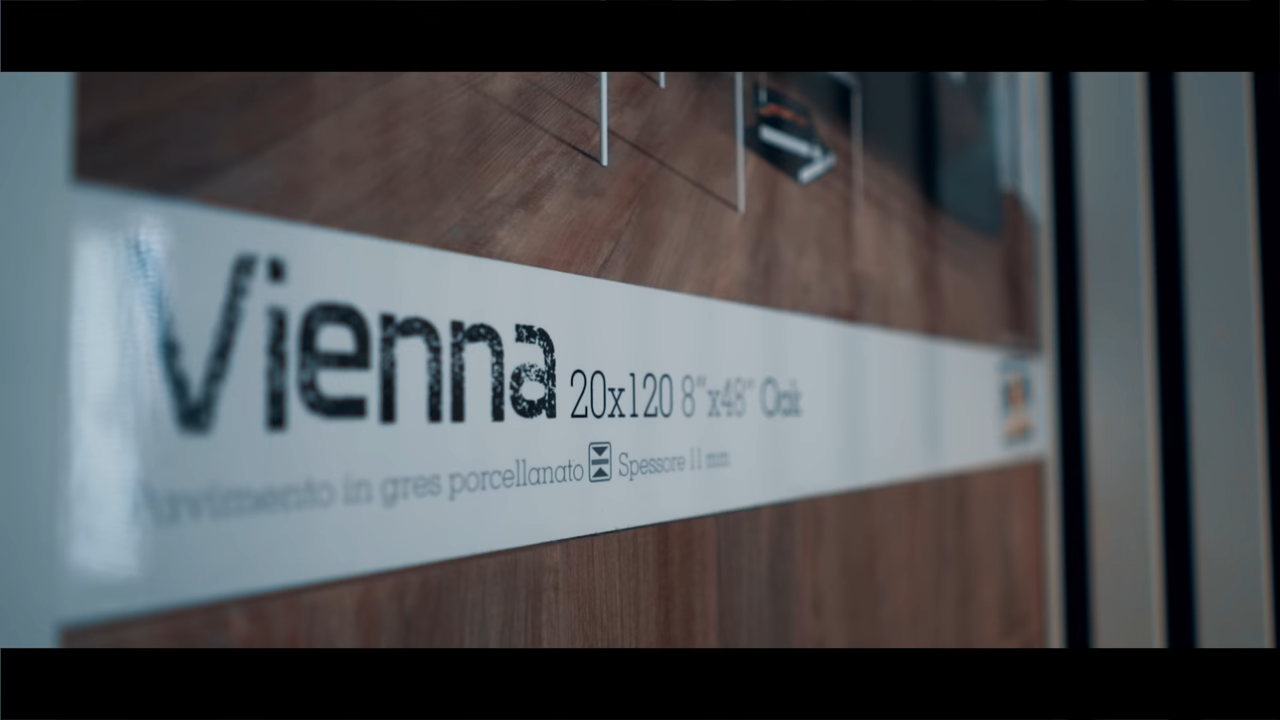 Vienna 20x120 8"x48" Oak
Pavimento in gres porcellanato Spessore 11 mm